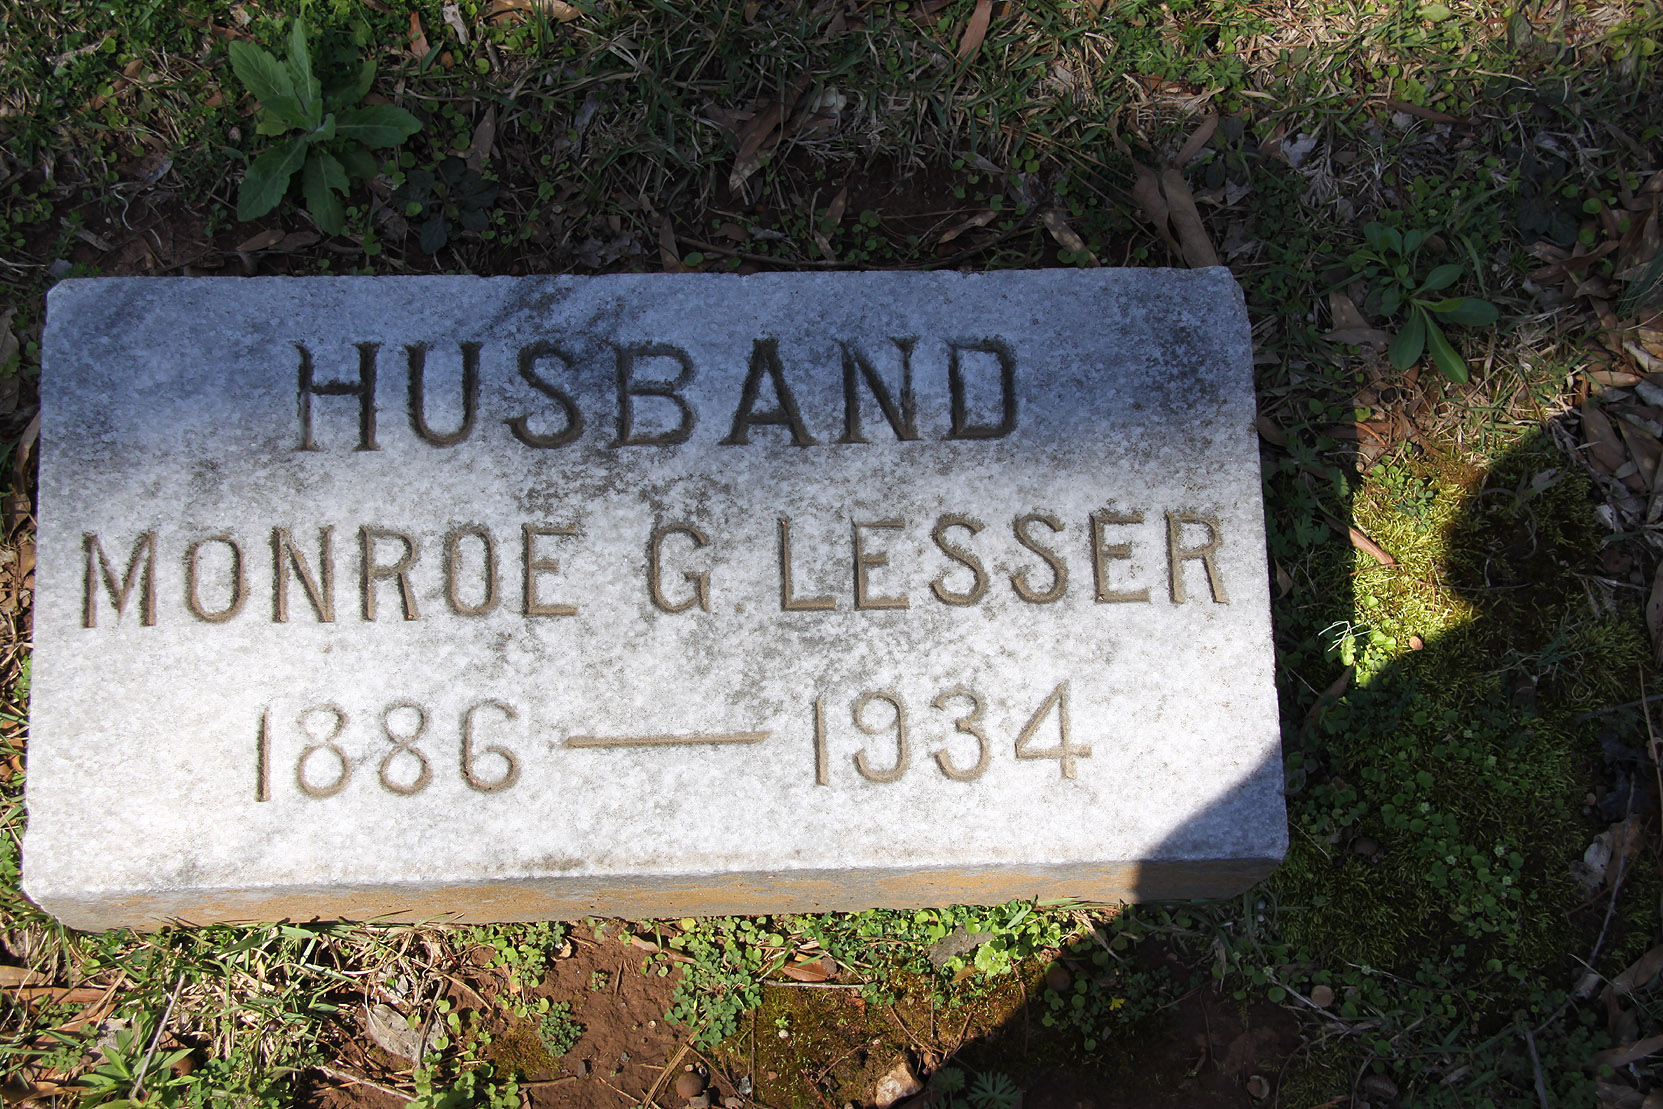 HUSBAND
MONROE G. LESSER
1886 — 1934